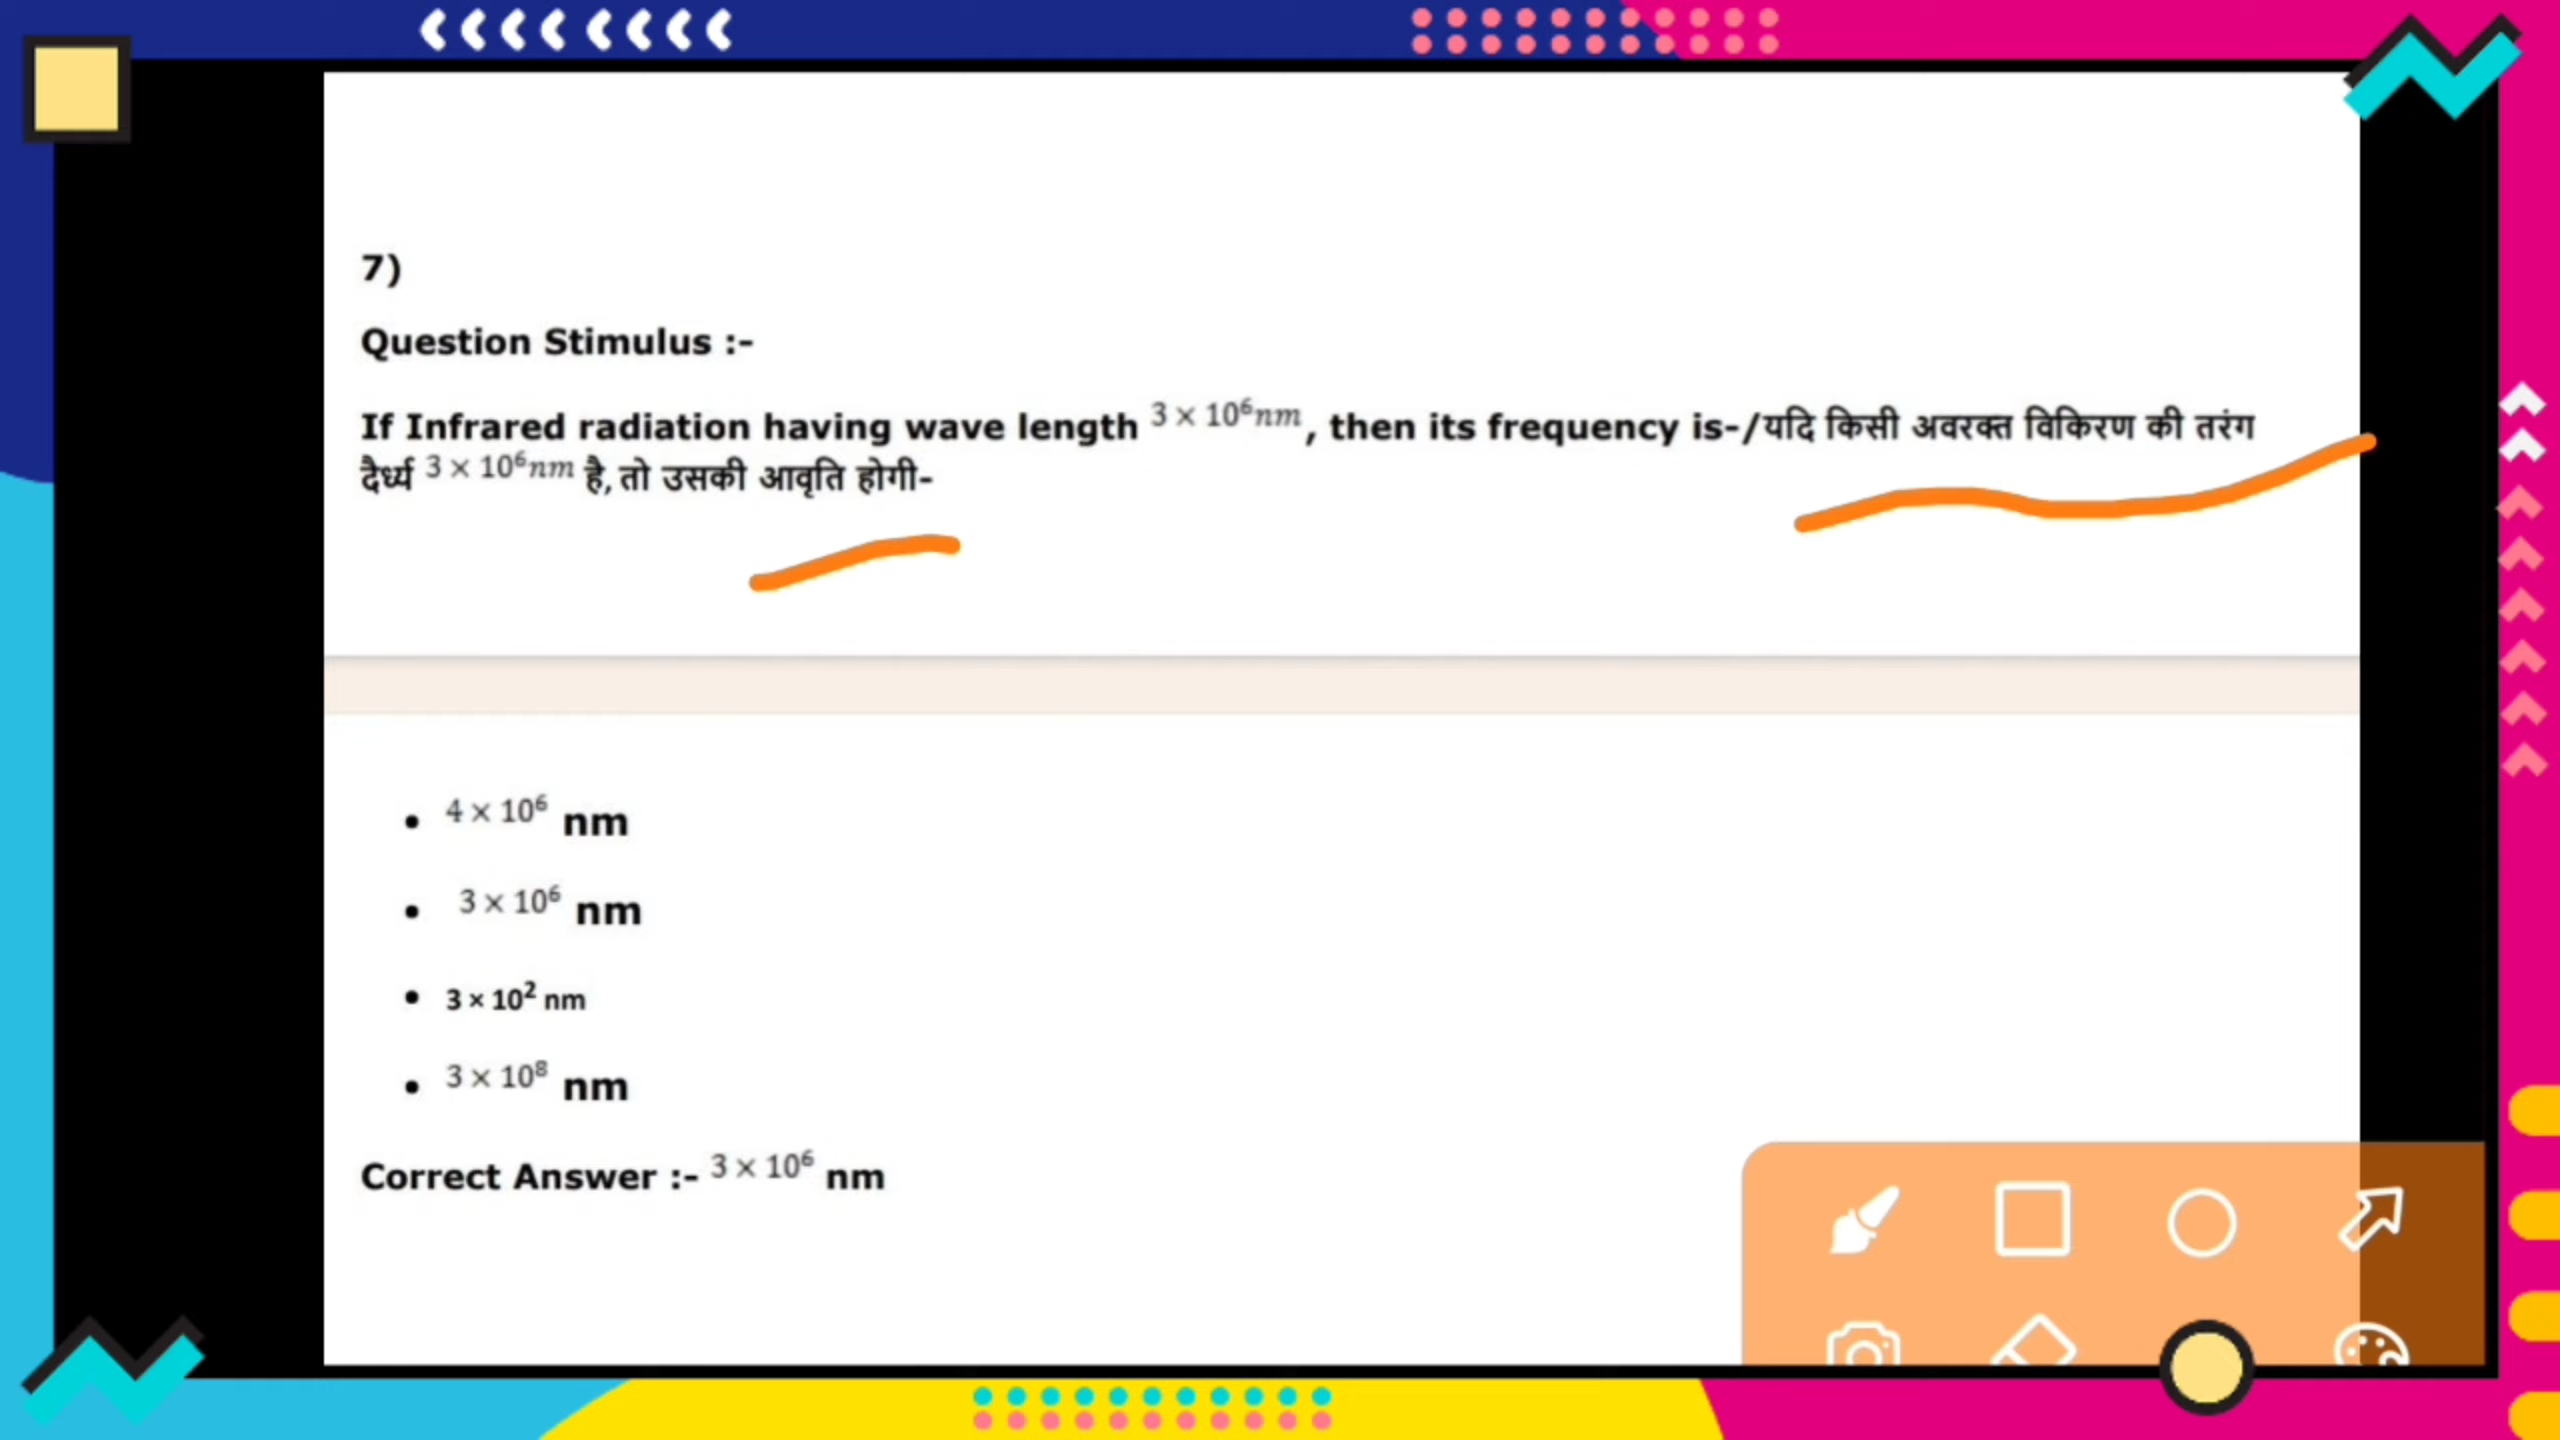 7)
Question Stimulus :-
If Infrared radiation having wave length 3 × 10⁶nm, then its frequency is-/यदि किसी अवरक्त विकिरण की तरंग
दैर्ध्य 3 × 10⁶nm है, तो उसकी आवृति होगी-
• 4 × 10⁶ nm
• 3 × 10⁶ nm
• 3 × 10² nm
• 3 × 10⁸ nm
Correct Answer :- 3 × 10⁶ nm